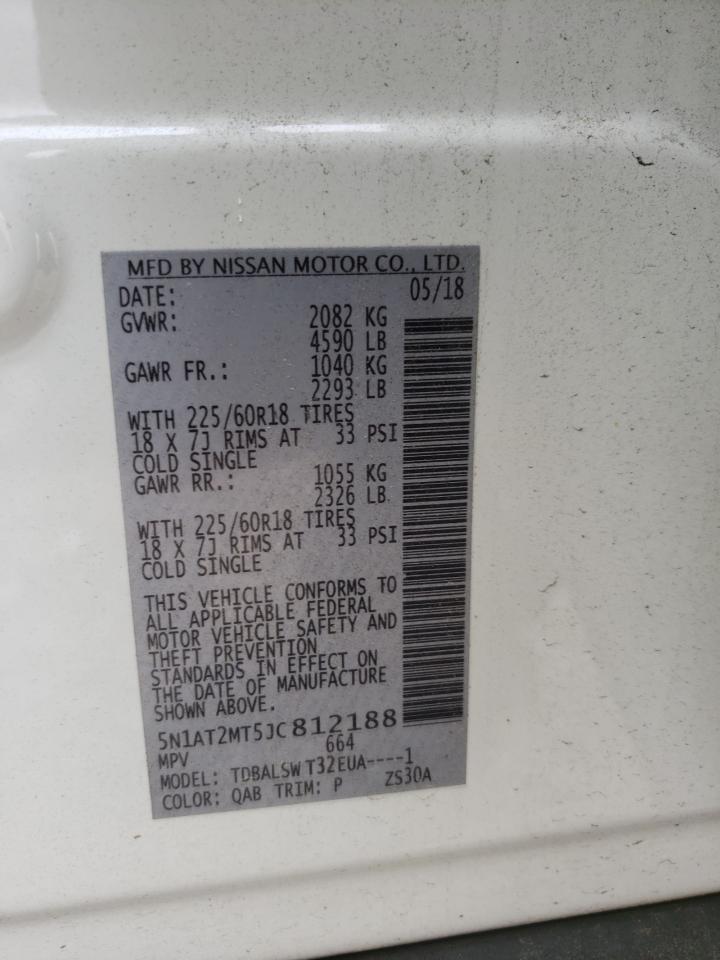 MFD BY NISSAN MOTOR CO., LTD.
DATE: 05/18
GVWR: 2082 KG
4590 LB
GAWR FR.: 1040 KG
2293 LB
WITH 225/60R18 TIRES
18 X 7J RIMS AT 33 PSI
COLD SINGLE
GAWR RR.: 1055 KG
2326 LB
WITH 225/60R18 TIRES
18 X 7J RIMS AT 33 PSI
COLD SINGLE
THIS VEHICLE CONFORMS TO
ALL APPLICABLE FEDERAL
MOTOR VEHICLE SAFETY AND
THEFT PREVENTION
STANDARDS IN EFFECT ON
THE DATE OF MANUFACTURE
SHOWN ABOVE.
5N1AT2MT5JC812188
MPV 664
MODEL: TDBALSW T32EUA----1
COLOR: QAB TRIM: P ZS30A